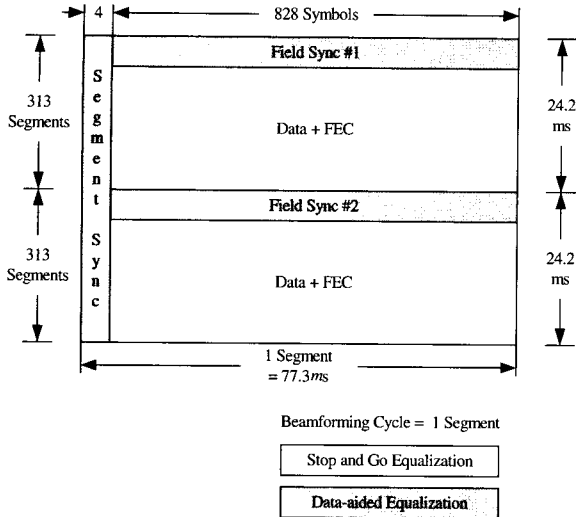 4
828 Symbols
Field Sync #1
313
Segments
Data + FEC
24.2
ms
Segment Sync
Field Sync #2
313
Segments
Data + FEC
24.2
ms
1 Segment
= 77.3ms
Beamforming Cycle = 1 Segment
Stop and Go Equalization
Data-aided Equalization